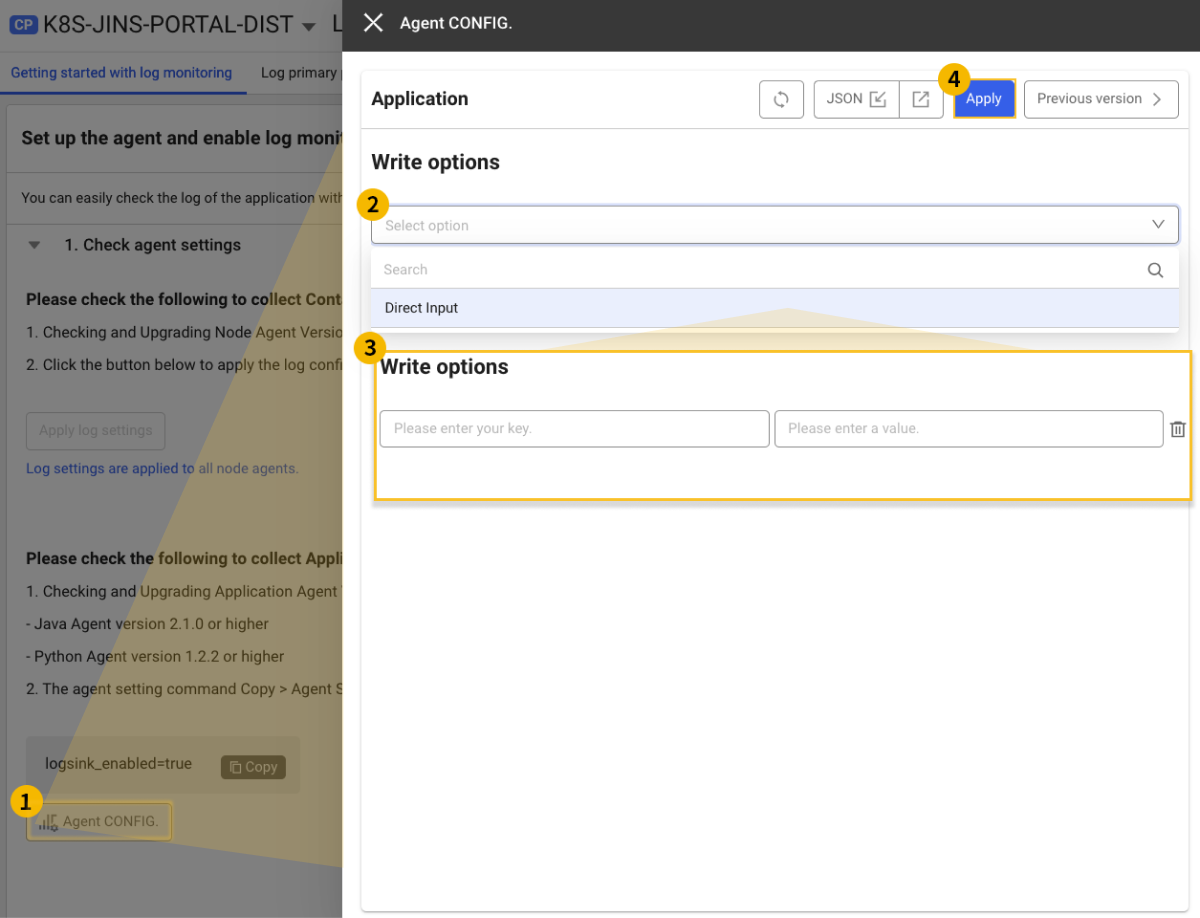 CP K8S-JINS-PORTAL-DIST
Getting started with log monitoring
Log primary
Set up the agent and enable log moni
You can easily check the log of the application with
1. Check agent settings
Please check the following to collect Cont
1. Checking and Upgrading Node Agent Versio
2. Click the button below to apply the log confi
Apply log settings
Log settings are applied to all node agents.
Please check the following to collect Appli
1. Checking and Upgrading Application Agent
- Java Agent version 2.1.0 or higher
- Python Agent version 1.2.2 or higher
2. The agent setting command Copy > Agent S
logsink_enabled=true
Copy
1
Agent CONFIG.
Agent CONFIG.
Application
JSON
4
Apply
Previous version
Write options
2
Select option
Search
Direct Input
3
Write options
Please enter your key.
Please enter a value.